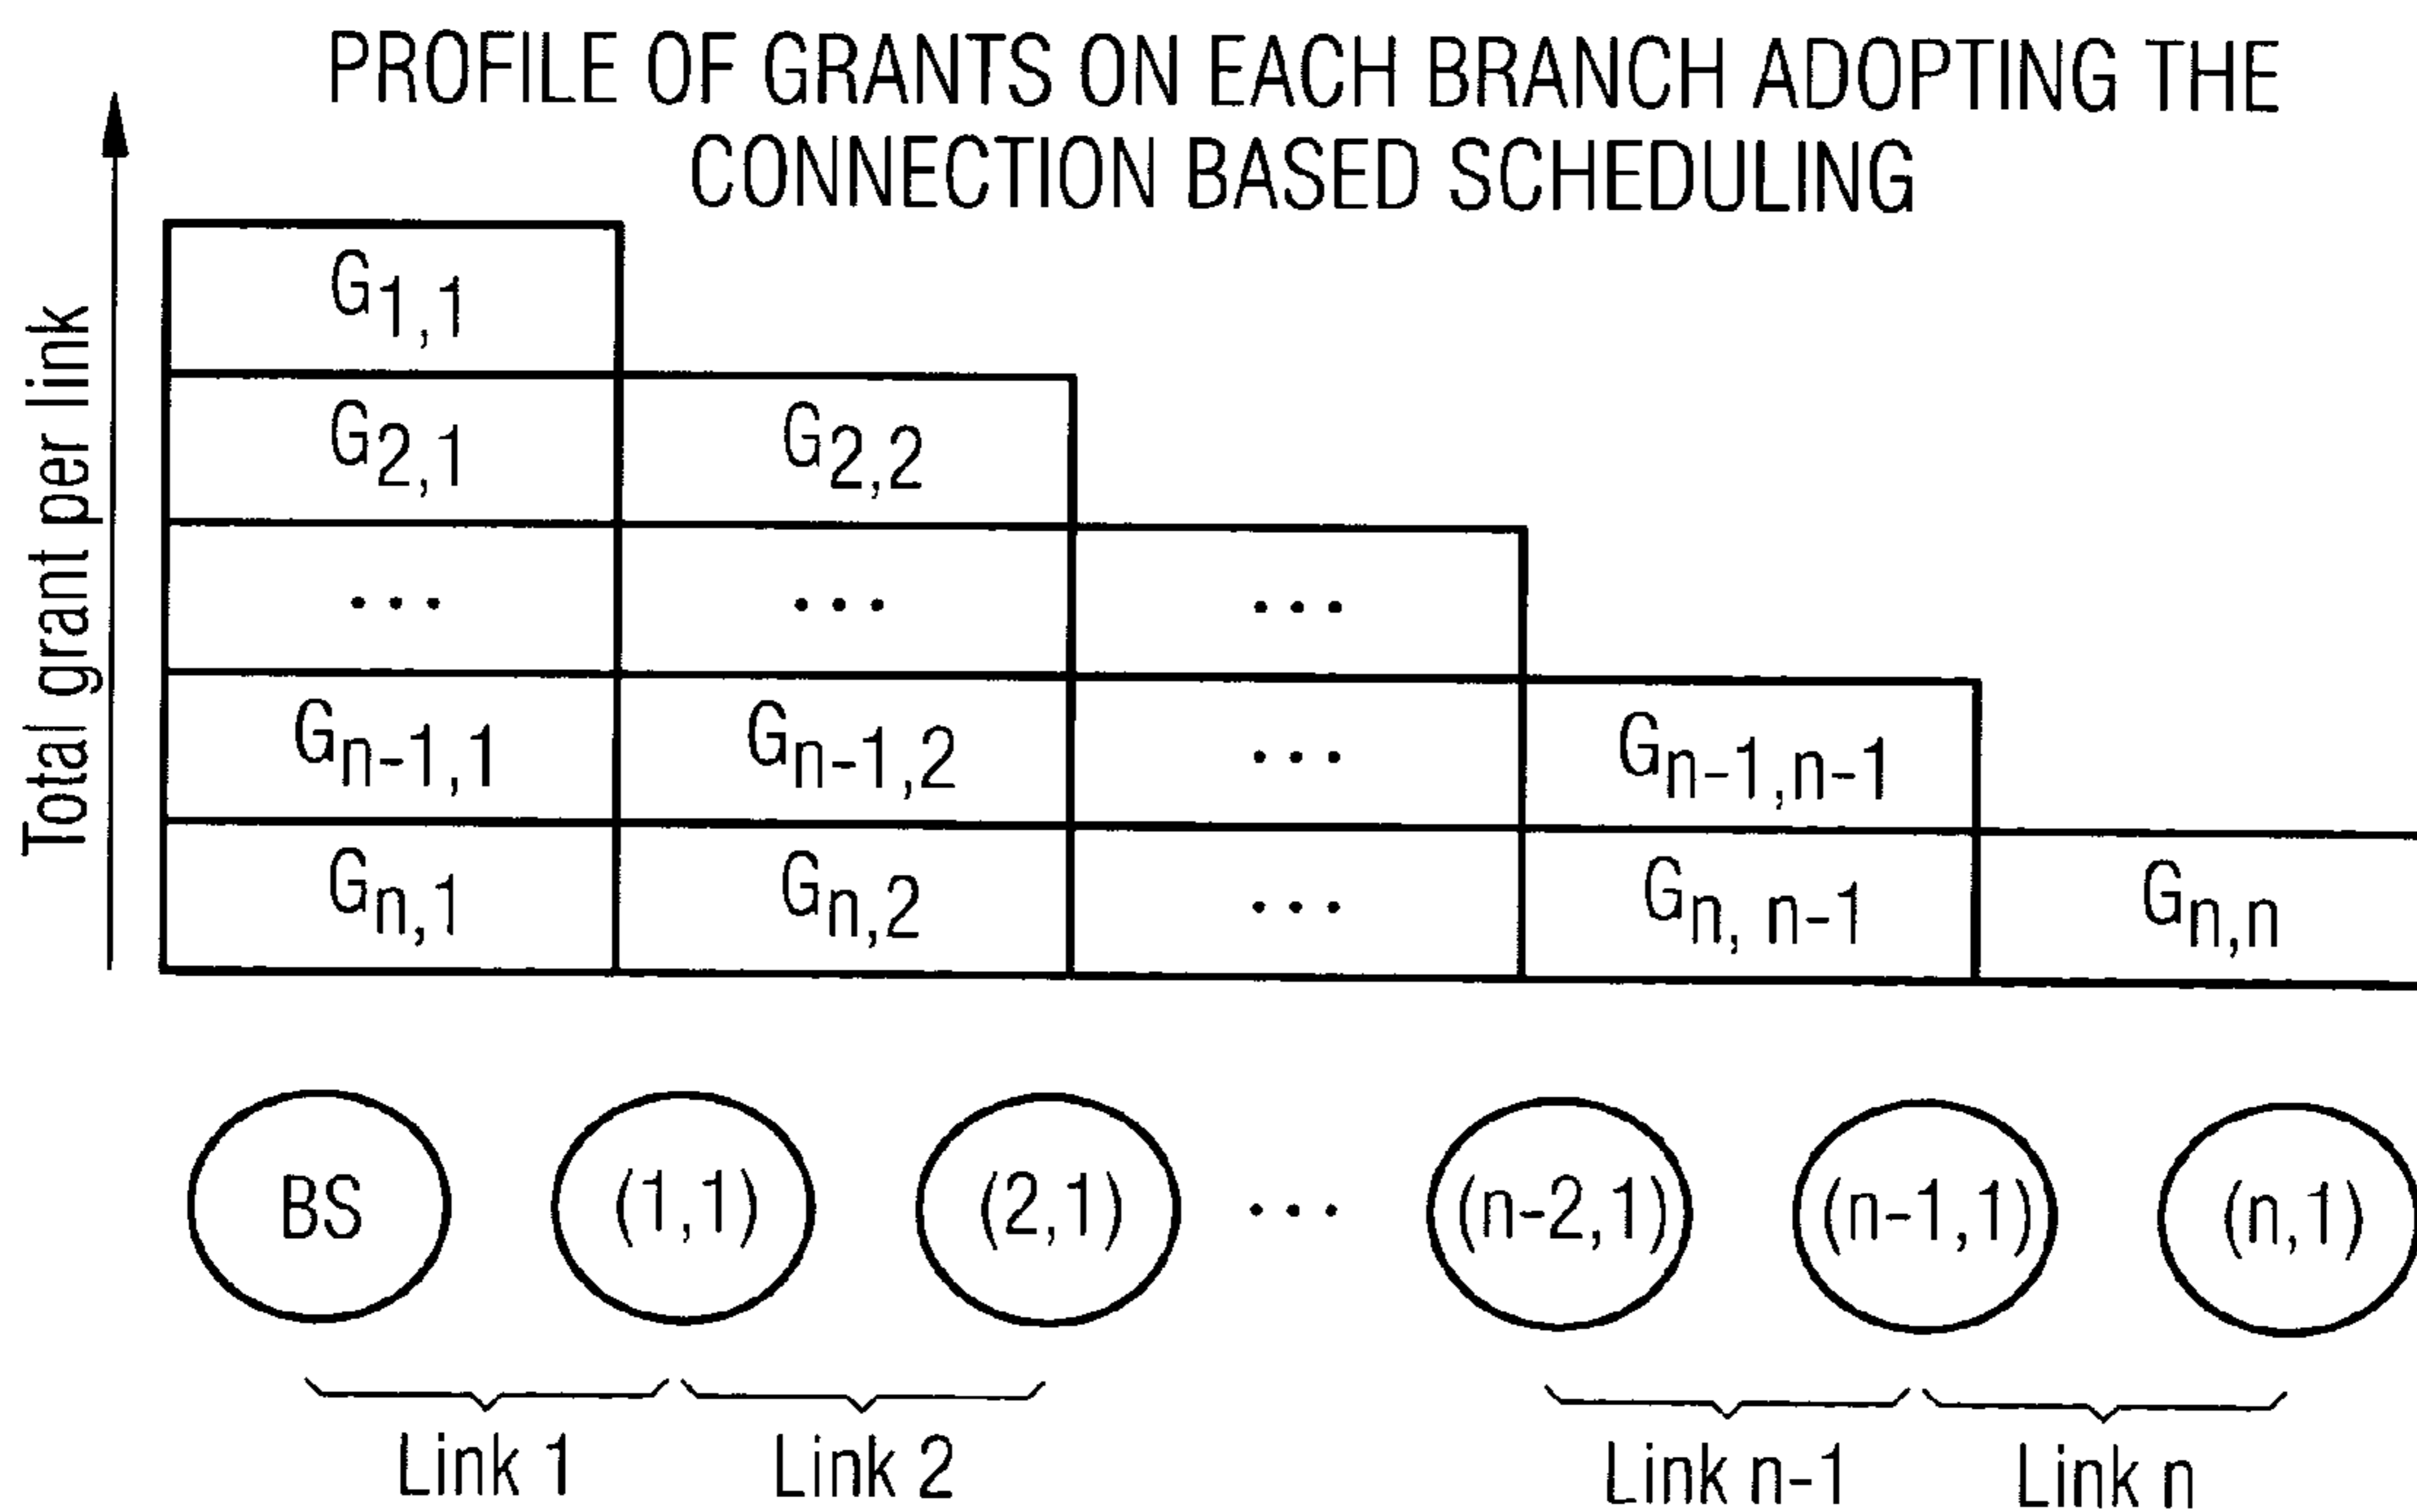 PROFILE OF GRANTS ON EACH BRANCH ADOPTING THE
CONNECTION BASED SCHEDULING
Total grant per link
G1,1
G2,1 G2,2
... ... ...
Gn-1,1 Gn-1,2 ... Gn-1,n-1
Gn,1 Gn,2 ... Gn, n-1 Gn,n
BS (1,1) (2,1) ... (n-2,1) (n-1,1) (n,1)
Link 1 Link 2 Link n-1 Link n